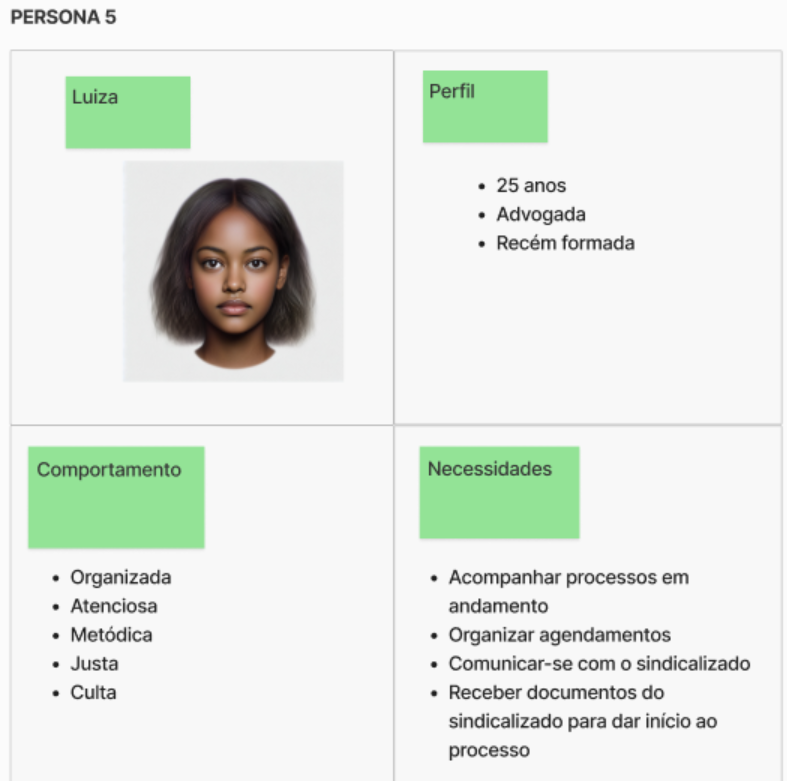 PERSONA 5
Luiza
Perfil
• 25 anos
• Advogada
• Recém formada
Comportamento
• Organizada
• Atenciosa
• Metódica
• Justa
• Culta
Necessidades
• Acompanhar processos em
andamento
• Organizar agendamentos
• Comunicar-se com o sindicalizado
• Receber documentos do
sindicalizado para dar início ao
processo